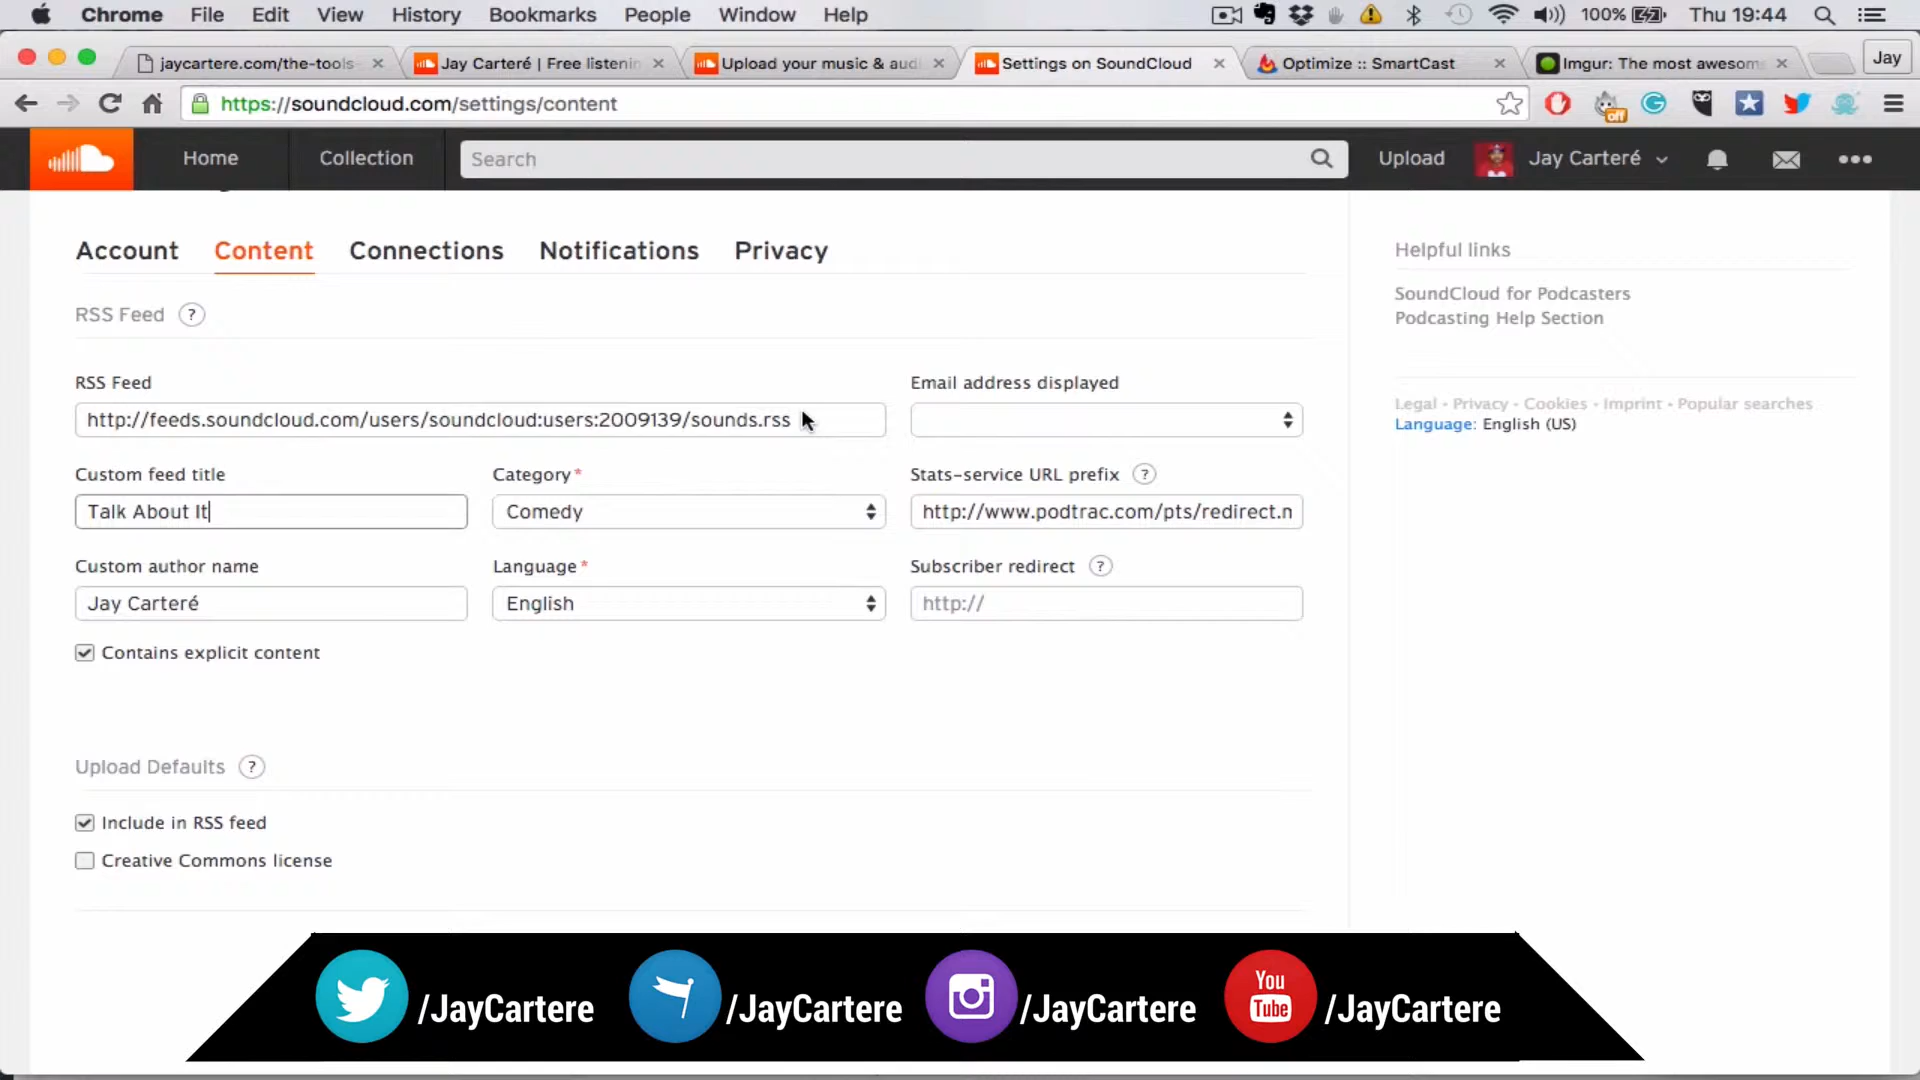 Chrome File Edit View History Bookmarks People Window Help 100% Thu 19:44
jaycartere.com/the-tools- Jay Carteré | Free listenin Upload your music & aud Settings on SoundCloud Optimize :: SmartCast Imgur: The most awesom Jay
https://soundcloud.com/settings/content off
Home Collection Search Upload Jay Carteré
Account Content Connections Notifications Privacy
Helpful links
RSS Feed ?
SoundCloud for Podcasters
Podcasting Help Section
RSS Feed Email address displayed
http://feeds.soundcloud.com/users/soundcloud:users:2009139/sounds.rss
Legal - Privacy - Cookies - Imprint - Popular searches
Language: English (US)
Custom feed title Category* Stats-service URL prefix ?
Talk About It Comedy http://www.podtrac.com/pts/redirect.n
Custom author name Language* Subscriber redirect ?
Jay Carteré English http://
Contains explicit content
Upload Defaults ?
Include in RSS feed
Creative Commons license
/JayCartere /JayCartere /JayCartere You Tube /JayCartere